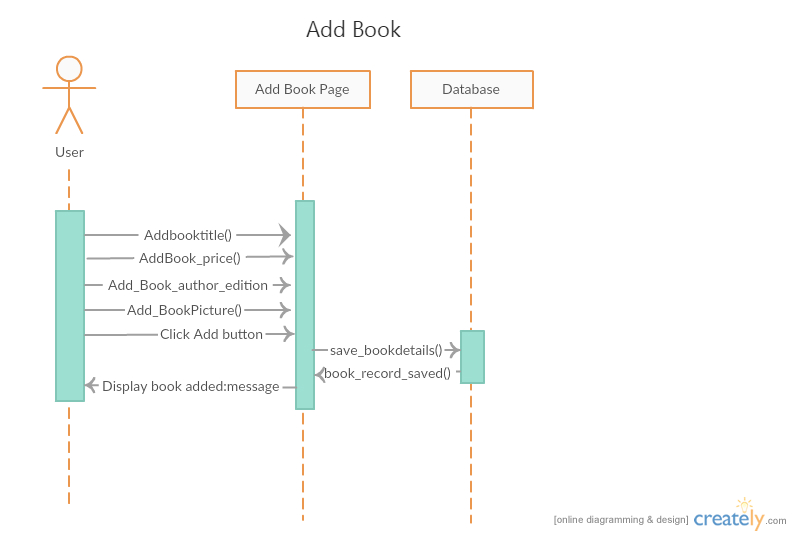 Add Book
Add Book Page
Database
User
Addbooktitle()
AddBook_price()
Add_Book_author_edition
Add_BookPicture()
Click Add button
save_bookdetails()
book_record_saved()
Display book added:message
[online diagramming & design] creately.com